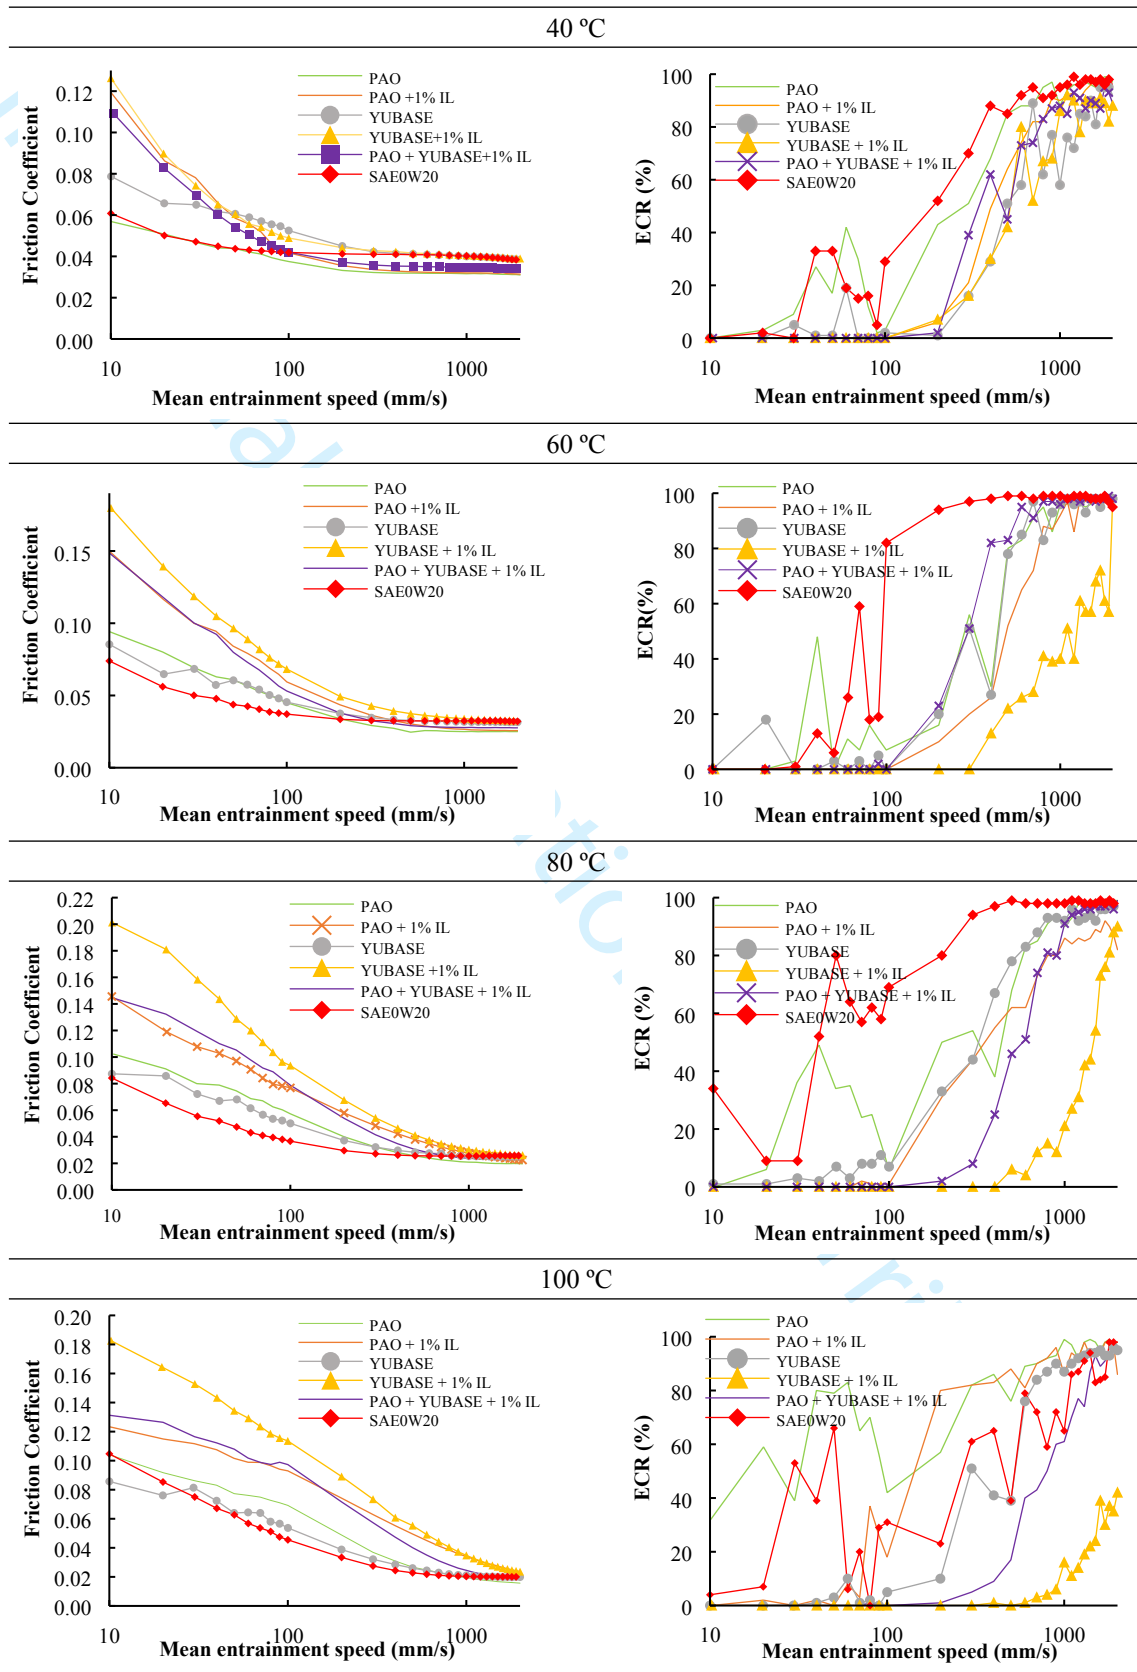 40 ºC
Friction Coefficient
0.12
0.10
0.08
0.06
0.04
0.02
0.00
10
100
1000
Mean entrainment speed (mm/s)
PAO
PAO +1% IL
YUBASE
YUBASE+1% IL
PAO + YUBASE+1% IL
SAE0W20
ECR (%)
100
80
60
40
20
0
10
100
1000
Mean entrainment speed (mm/s)
PAO
PAO + 1% IL
YUBASE
YUBASE + 1% IL
PAO + YUBASE + 1% IL
SAE0W20
60 ºC
Friction Coefficient
0.15
0.10
0.05
0.00
10
100
1000
Mean entrainment speed (mm/s)
PAO
PAO +1% IL
YUBASE
YUBASE + 1% IL
PAO + YUBASE + 1% IL
SAE0W20
ECR(%)
100
80
60
40
20
0
10
100
1000
Mean entrainment speed (mm/s)
PAO
PAO + 1% IL
YUBASE
YUBASE + 1% IL
PAO + YUBASE + 1% IL
SAE0W20
80 ºC
Friction Coefficient
0.22
0.20
0.18
0.16
0.14
0.12
0.10
0.08
0.06
0.04
0.02
0.00
10
100
1000
Mean entrainment speed (mm/s)
PAO
PAO + 1% IL
YUBASE
YUBASE +1% IL
PAO + YUBASE + 1% IL
SAE0W20
ECR (%)
100
80
60
40
20
0
10
100
1000
Mean entrainment speed (mm/s)
PAO
PAO + 1% IL
YUBASE
YUBASE + 1% IL
PAO + YUBASE + 1% IL
SAE0W20
100 ºC
Friction Coefficient
0.20
0.18
0.16
0.14
0.12
0.10
0.08
0.06
0.04
0.02
0.00
10
100
1000
Mean entrainment speed (mm/s)
PAO
PAO + 1% IL
YUBASE
YUBASE + 1% IL
PAO + YUBASE + 1% IL
SAE0W20
ECR (%)
100
80
60
40
20
0
10
100
1000
Mean entrainment speed (mm/s)
PAO
PAO + 1% IL
YUBASE
YUBASE + 1% IL
PAO + YUBASE + 1% IL
SAE0W20